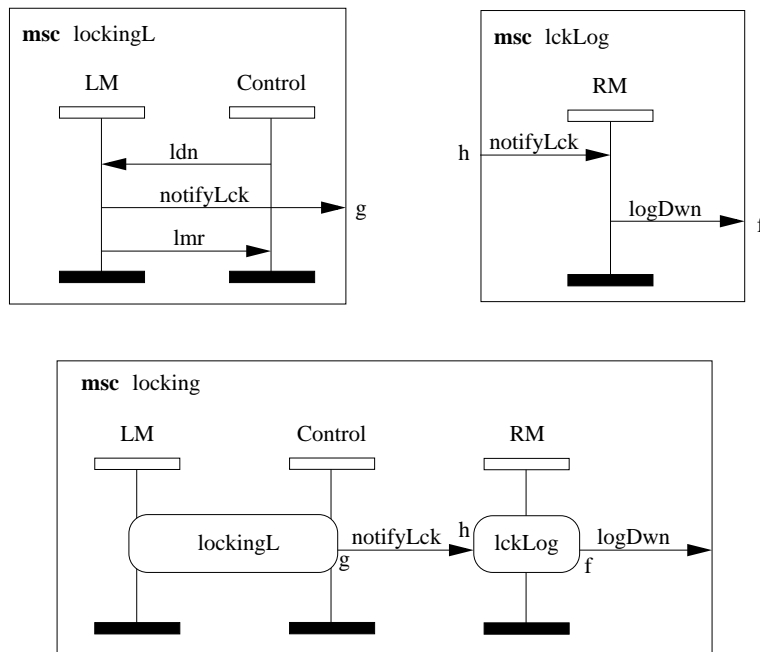 msc lockingL
LM Control
ldn
notifyLck
g
lmr
msc lckLog
RM
h notifyLck
logDwn
f
msc locking
LM Control RM
lockingL g notifyLck h lckLog f logDwn